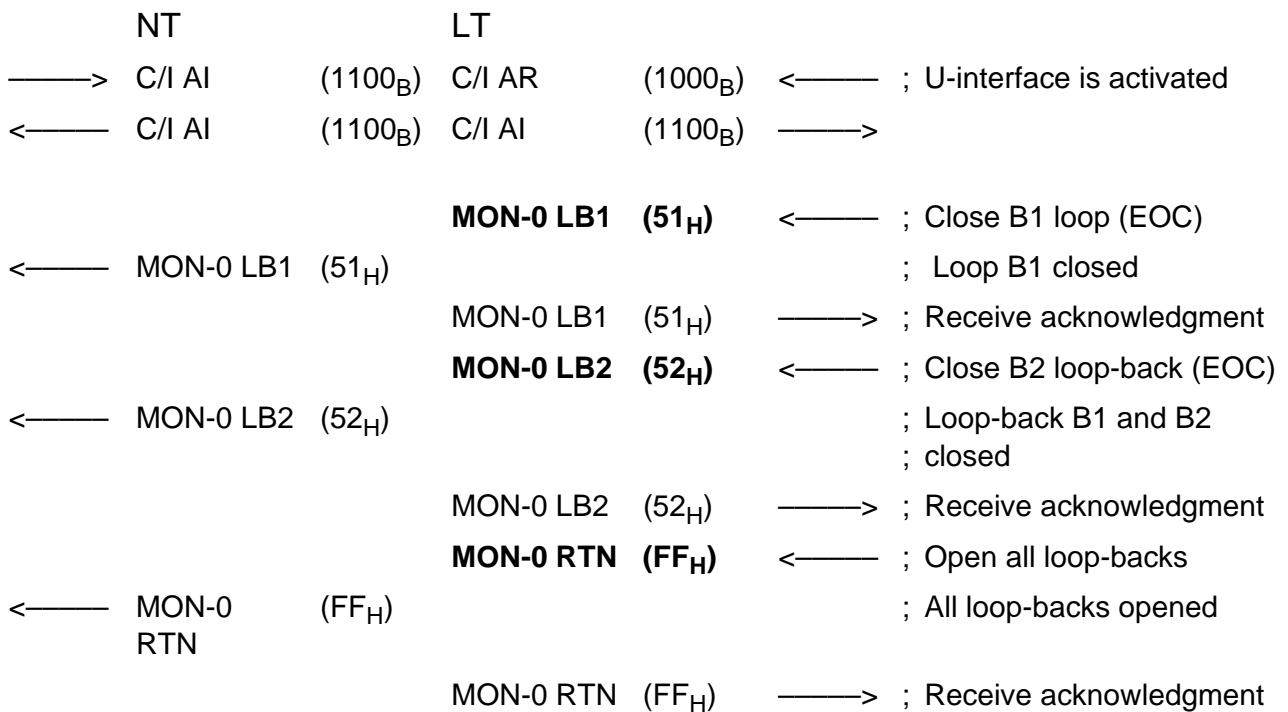 NT LT
–––––> C/I AI (1100B) C/I AR (1000B) <––––– ; U-interface is activated
<––––– C/I AI (1100B) C/I AI (1100B) –––––>
MON-0 LB1 (51H) <––––– ; Close B1 loop (EOC)
<––––– MON-0 LB1 (51H) ; Loop B1 closed
MON-0 LB1 (51H) –––––> ; Receive acknowledgment
MON-0 LB2 (52H) <––––– ; Close B2 loop-back (EOC)
<––––– MON-0 LB2 (52H) ; Loop-back B1 and B2
; closed
MON-0 LB2 (52H) –––––> ; Receive acknowledgment
MON-0 RTN (FFH) <––––– ; Open all loop-backs
<––––– MON-0 (FFH) ; All loop-backs opened
RTN
MON-0 RTN (FFH) –––––> ; Receive acknowledgment